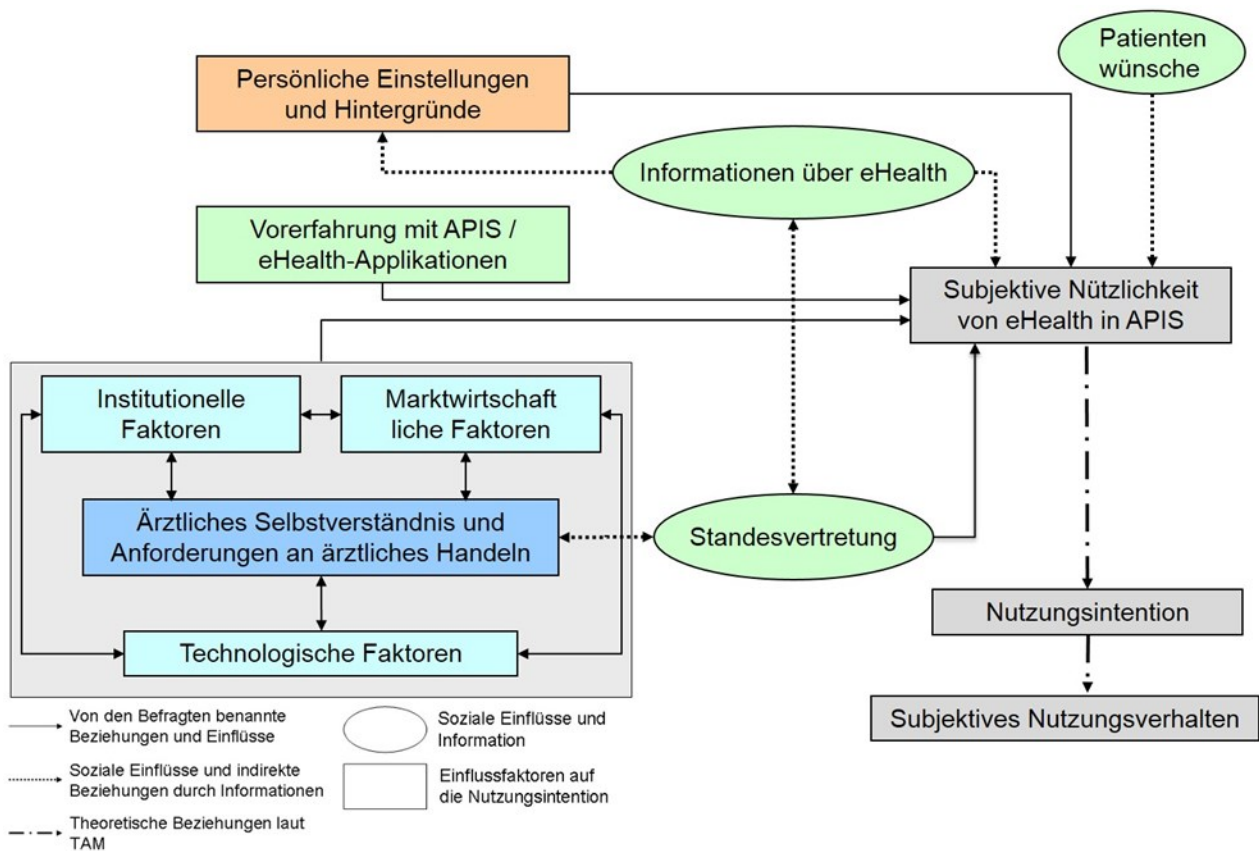 Patienten
wünsche
Persönliche Einstellungen
und Hintergründe
Informationen über eHealth
Vorerfahrung mit APIS /
eHealth-Applikationen
Subjektive Nützlichkeit
von eHealth in APIS
Institutionelle
Faktoren
Marktwirtschaft
liche Faktoren
Ärztliches Selbstverständnis und
Anforderungen an ärztliches Handeln
Standesvertretung
Technologische Faktoren
Nutzungsintention
Subjektives Nutzungsverhalten
Von den Befragten benannte
Beziehungen und Einflüsse
Soziale Einflüsse und indirekte
Beziehungen durch Informationen
Theoretische Beziehungen laut
TAM
Soziale Einflüsse und
Information
Einflussfaktoren auf
die Nutzungsintention